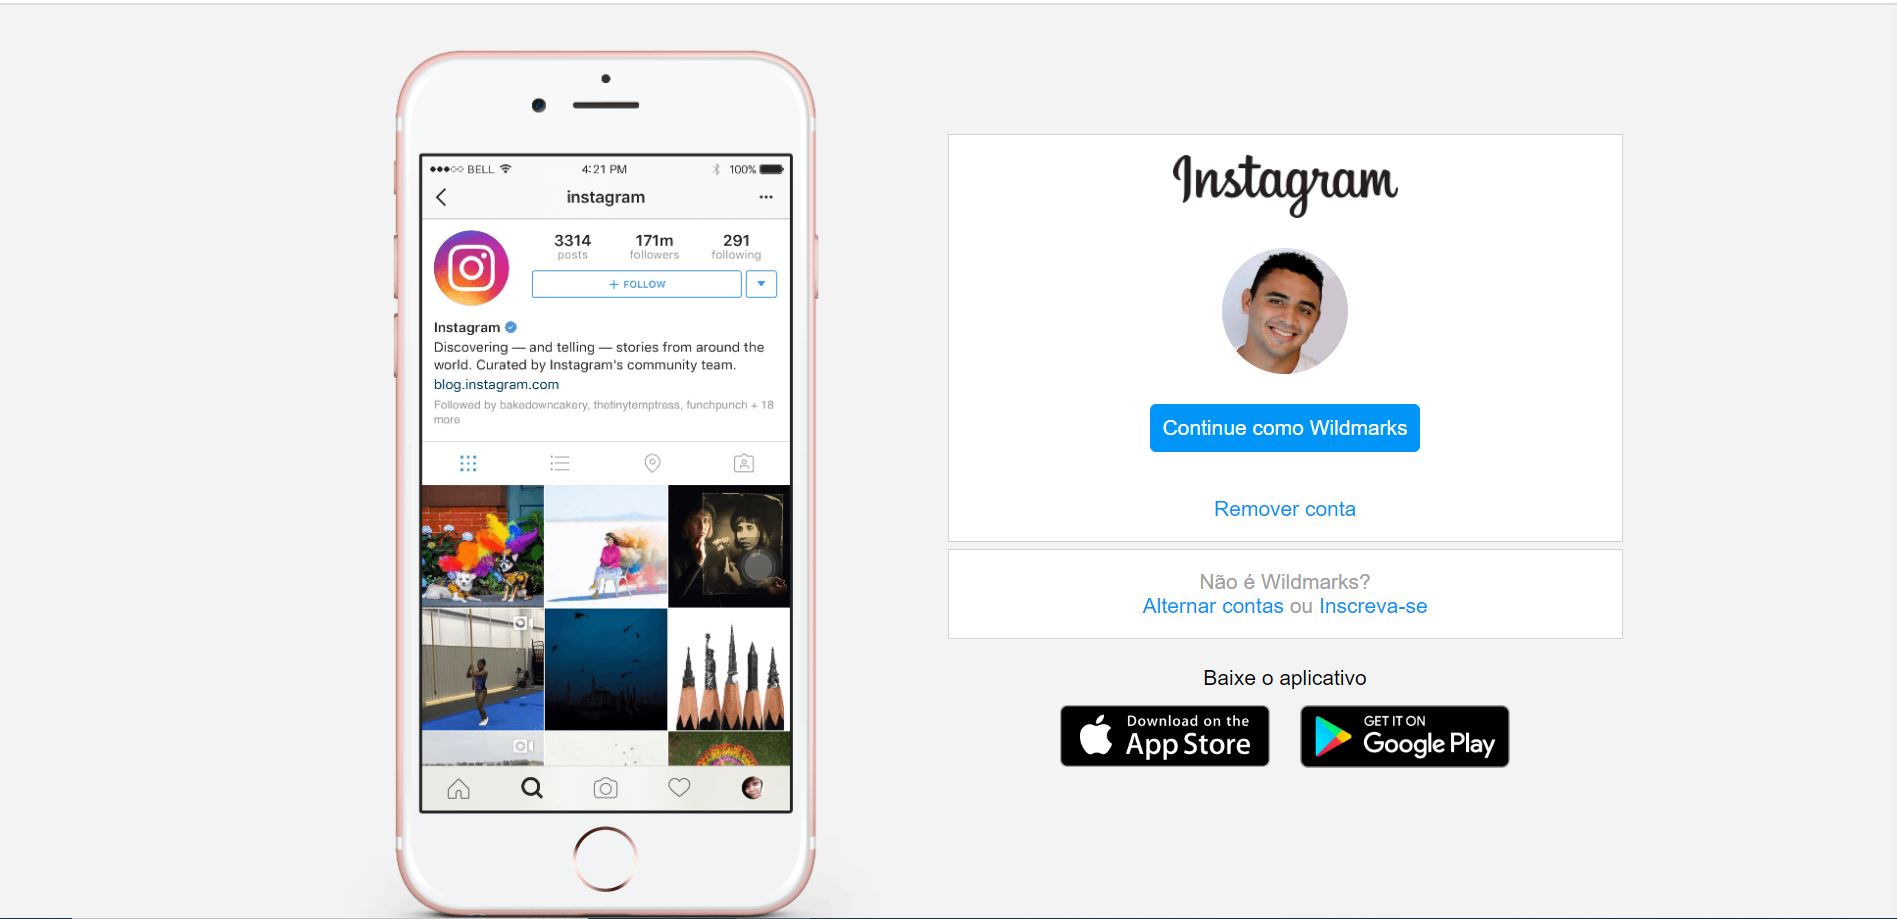 ●●●○○ BELL 4:21 PM 100%
instagram
3314 171m 291
posts followers following
+ FOLLOW
Instagram
Discovering — and telling — stories from around the
world. Curated by Instagram's community team.
blog.instagram.com
Followed by bakedowncakery, thetinytemptress, funchpunch + 18
more
Instagram
Continue como Wildmarks
Remover conta
Não é Wildmarks?
Alternar contas ou Inscreva-se
Baixe o aplicativo
Download on the
App Store
GET IT ON
Google Play